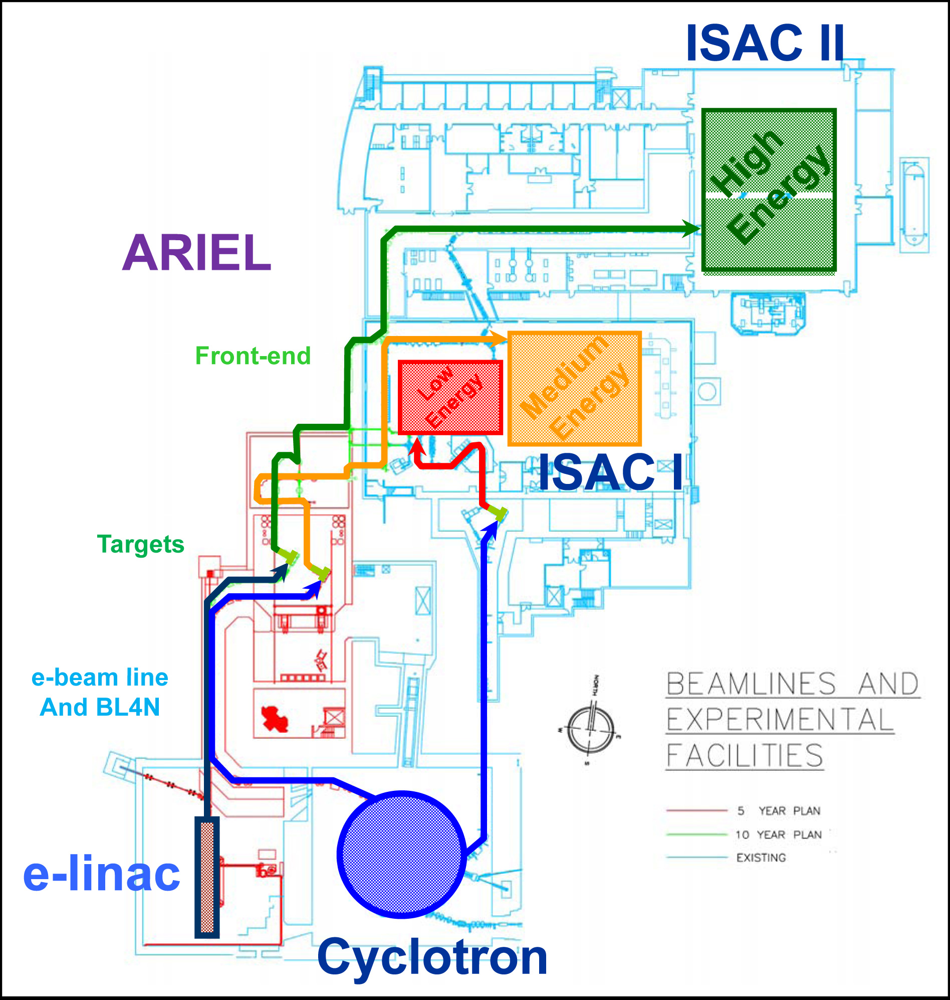 ISAC II
High
Energy
ARIEL
Front-end
Low
Energy
Medium
Energy
ISAC I
Targets
e-beam line
And BL4N
NORTH
W
E
S
BEAMLINES AND
EXPERIMENTAL
FACILITIES
5 YEAR PLAN
10 YEAR PLAN
EXISTING
e-linac
Cyclotron